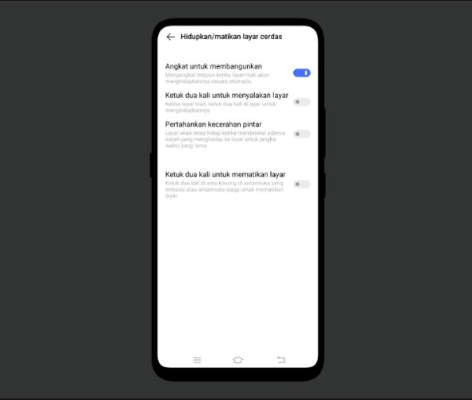 Hidupkan/matikan layar cerdas
Angkat untuk membangunkan
Mengangkat telepon ketika layar mati akan
menghidupkannya secara otomatis.
Ketuk dua kali untuk menyalakan layar
Ketika layar mati, ketuk dua kali di layar untuk
menghidupkannya.
Pertahankan kecerahan pintar
Layar akan tetap hidup ketika mendeteksi adanya
wajah yang menghadap ke layar untuk jangka
waktu yang lama.
Ketuk dua kali untuk mematikan layar
Ketuk dua kali di area kosong di antarmuka yang
terkunci atau antarmuka siaga untuk mematikan
layar.